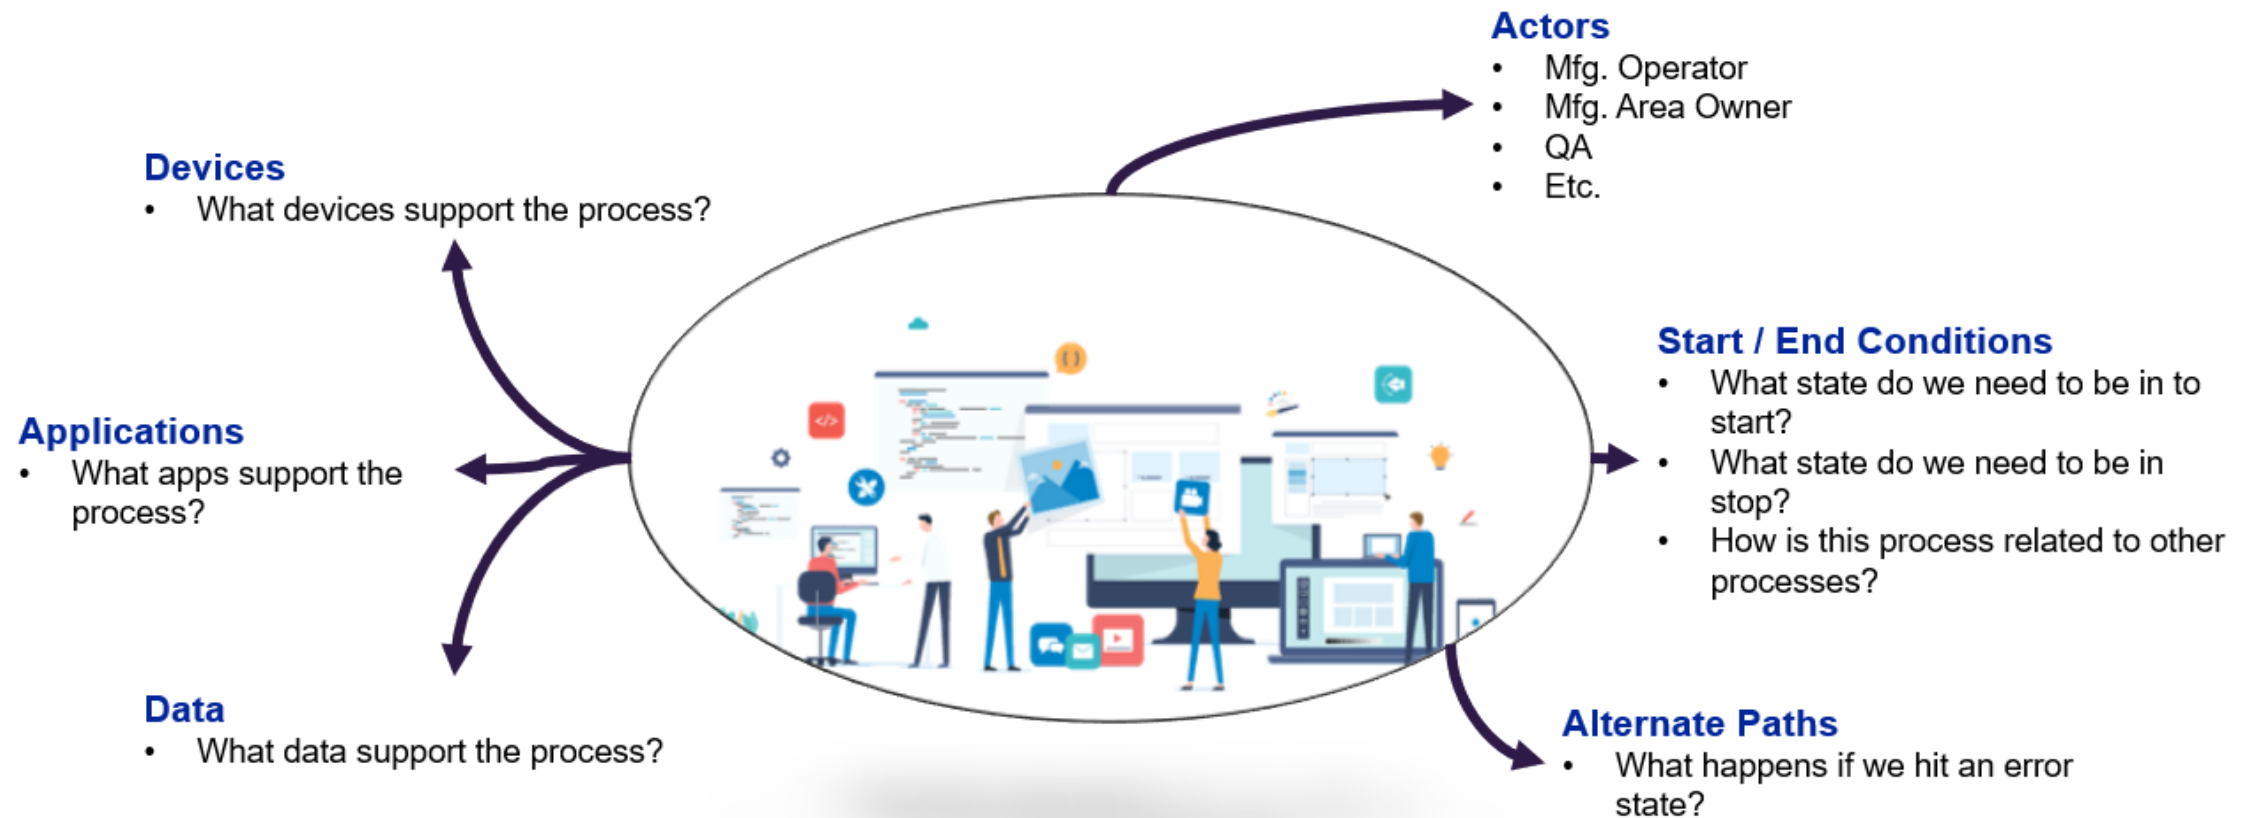 Actors
• Mfg. Operator
• Mfg. Area Owner
• QA
• Etc.
Devices
• What devices support the process?
Start / End Conditions
• What state do we need to be in to
start?
• What state do we need to be in
stop?
• How is this process related to other
processes?
Applications
• What apps support the
process?
Data
• What data support the process?
Alternate Paths
• What happens if we hit an error
state?